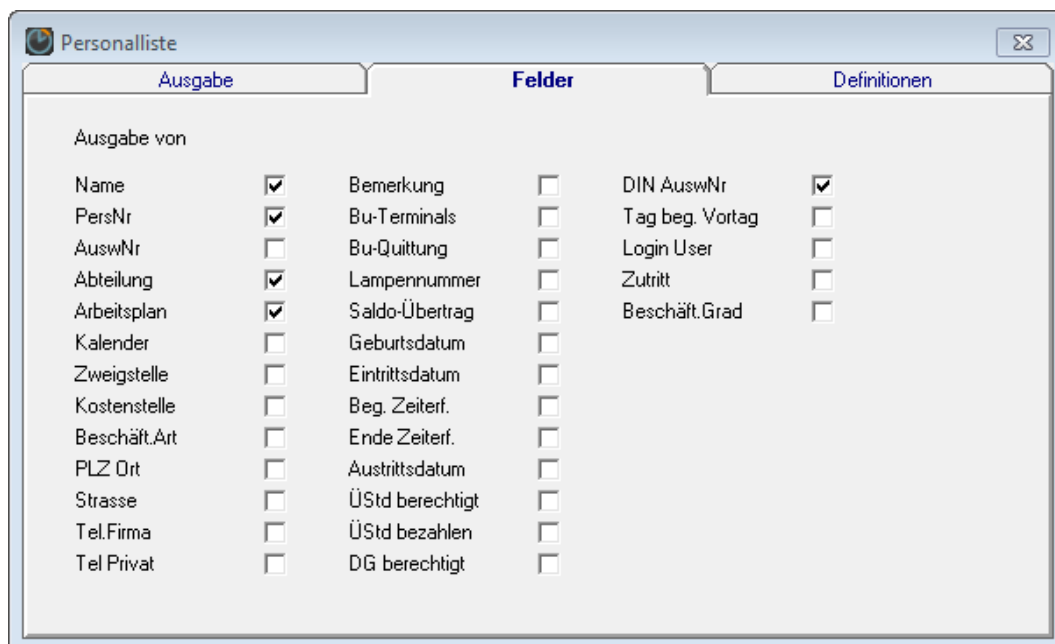 Personalliste
Ausgabe
Felder
Definitionen
Ausgabe von
Name
PersNr
AuswNr
Abteilung
Arbeitsplan
Kalender
Zweigstelle
Kostenstelle
Beschäft.Art
PLZ Ort
Strasse
Tel.Firma
Tel Privat
Bemerkung
Bu-Terminals
Bu-Quittung
Lampennummer
Saldo-Übertrag
Geburtsdatum
Eintrittsdatum
Beg. Zeiterf.
Ende Zeiterf.
Austrittsdatum
ÜStd berechtigt
ÜStd bezahlen
DG berechtigt
DIN AuswNr
Tag beg. Vortag
Login User
Zutritt
Beschäft.Grad